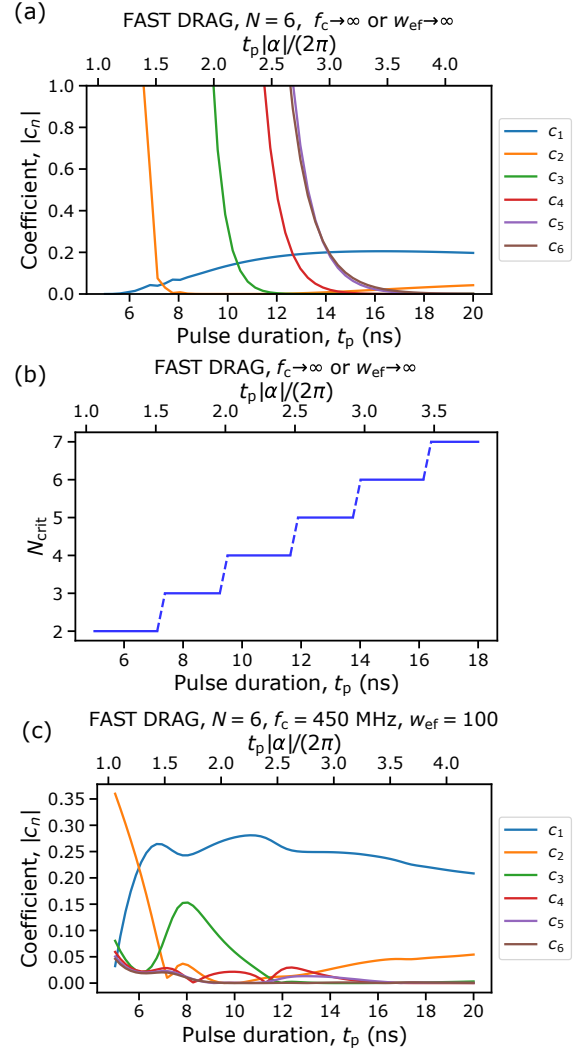 (a)
FAST DRAG, N = 6, f_c→∞ or w_ef→∞
t_p|α|/(2π)
1.0 1.5 2.0 2.5 3.0 3.5 4.0
Coefficient, |c_n|
1.0
0.8
0.6
0.4
0.2
0.0
6 8 10 12 14 16 18 20
Pulse duration, t_p (ns)
c_1
c_2
c_3
c_4
c_5
c_6
(b)
FAST DRAG, f_c→∞ or w_ef→∞
t_p|α|/(2π)
1.0 1.5 2.0 2.5 3.0 3.5
N_crit
7
6
5
4
3
2
6 8 10 12 14 16 18
Pulse duration, t_p (ns)
(c)
FAST DRAG, N = 6, f_c = 450 MHz, w_ef = 100
t_p|α|/(2π)
1.0 1.5 2.0 2.5 3.0 3.5 4.0
Coefficient, |c_n|
0.35
0.30
0.25
0.20
0.15
0.10
0.05
0.00
6 8 10 12 14 16 18 20
Pulse duration, t_p (ns)
c_1
c_2
c_3
c_4
c_5
c_6